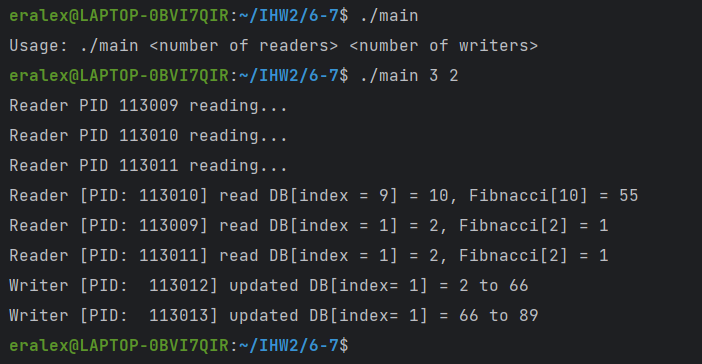 eralex@LAPTOP-0BVI7QIR:~/IHW2/6-7$ ./main
Usage: ./main <number of readers> <number of writers>
eralex@LAPTOP-0BVI7QIR:~/IHW2/6-7$ ./main 3 2
Reader PID 113009 reading...
Reader PID 113010 reading...
Reader PID 113011 reading...
Reader [PID: 113010] read DB[index = 9] = 10, Fibnacci[10] = 55
Reader [PID: 113009] read DB[index = 1] = 2, Fibnacci[2] = 1
Reader [PID: 113011] read DB[index = 1] = 2, Fibnacci[2] = 1
Writer [PID:  113012] updated DB[index= 1] = 2 to 66
Writer [PID:  113013] updated DB[index= 1] = 66 to 89
eralex@LAPTOP-0BVI7QIR:~/IHW2/6-7$